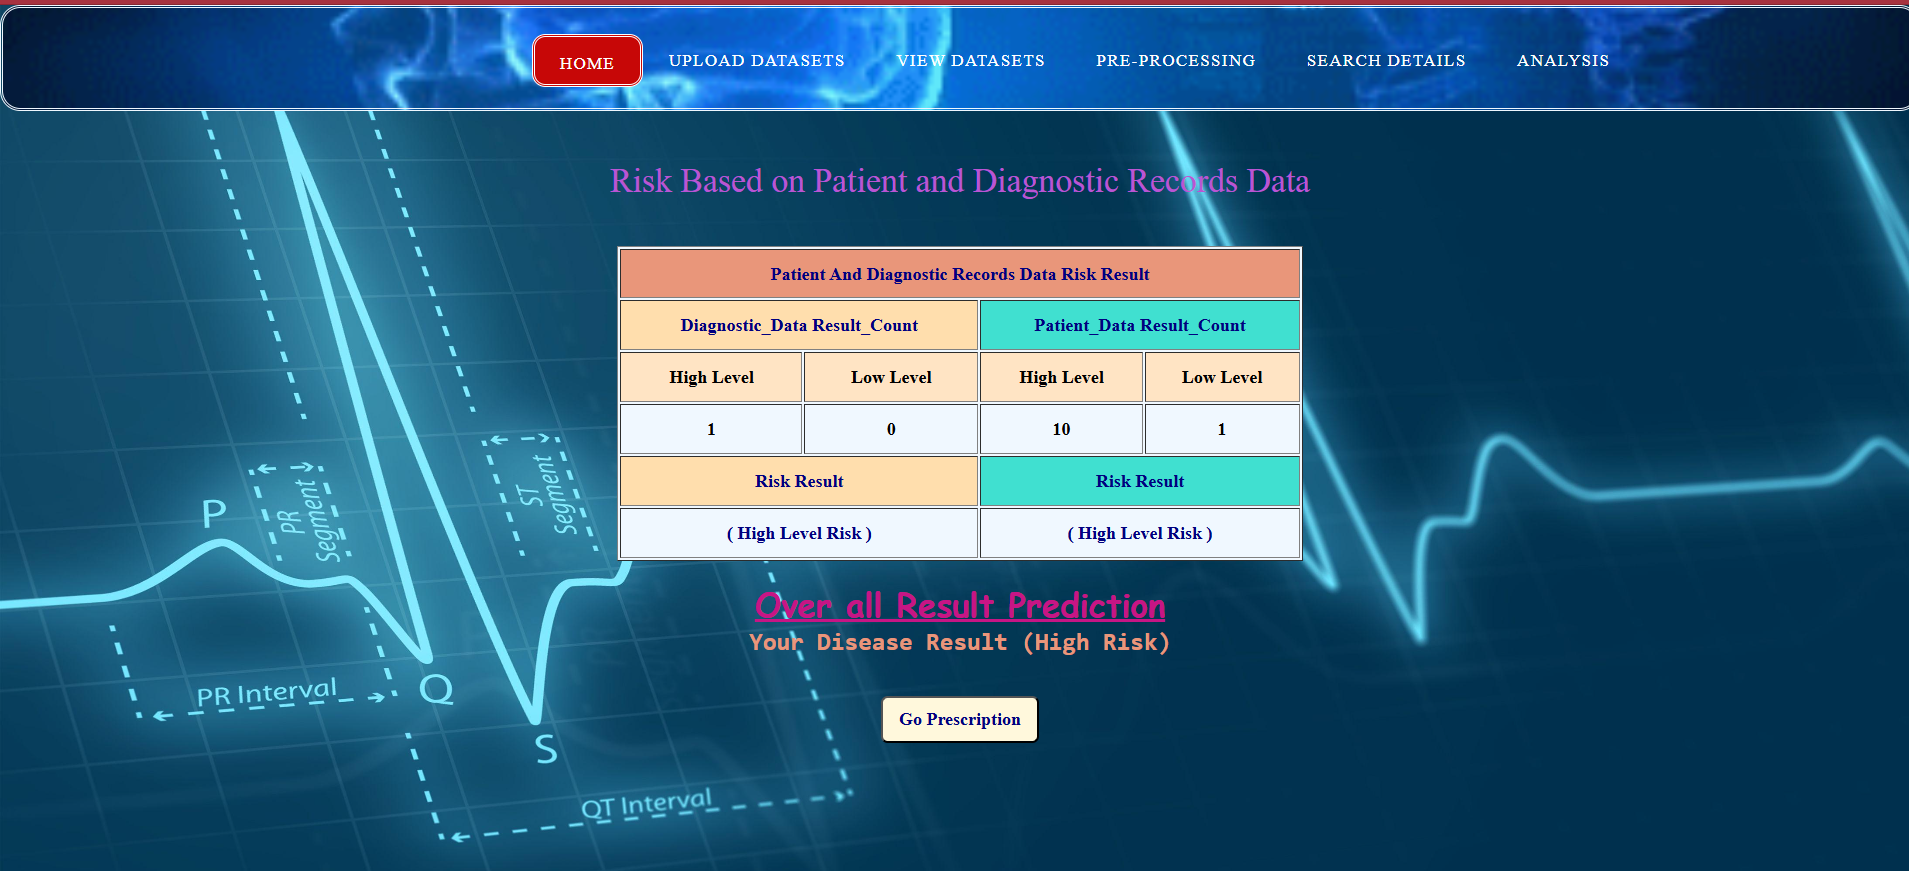 HOME UPLOAD DATASETS VIEW DATASETS PRE-PROCESSING SEARCH DETAILS ANALYSIS
Risk Based on Patient and Diagnostic Records Data
Patient And Diagnostic Records Data Risk Result
Diagnostic_Data Result_Count Patient_Data Result_Count
High Level Low Level High Level Low Level
1 0 10 1
Risk Result Risk Result
( High Level Risk ) ( High Level Risk )
Over all Result Prediction
Your Disease Result (High Risk)
Go Prescription
P
PR
Segment
ST
Segment
PR Interval
Q
S
QT Interval